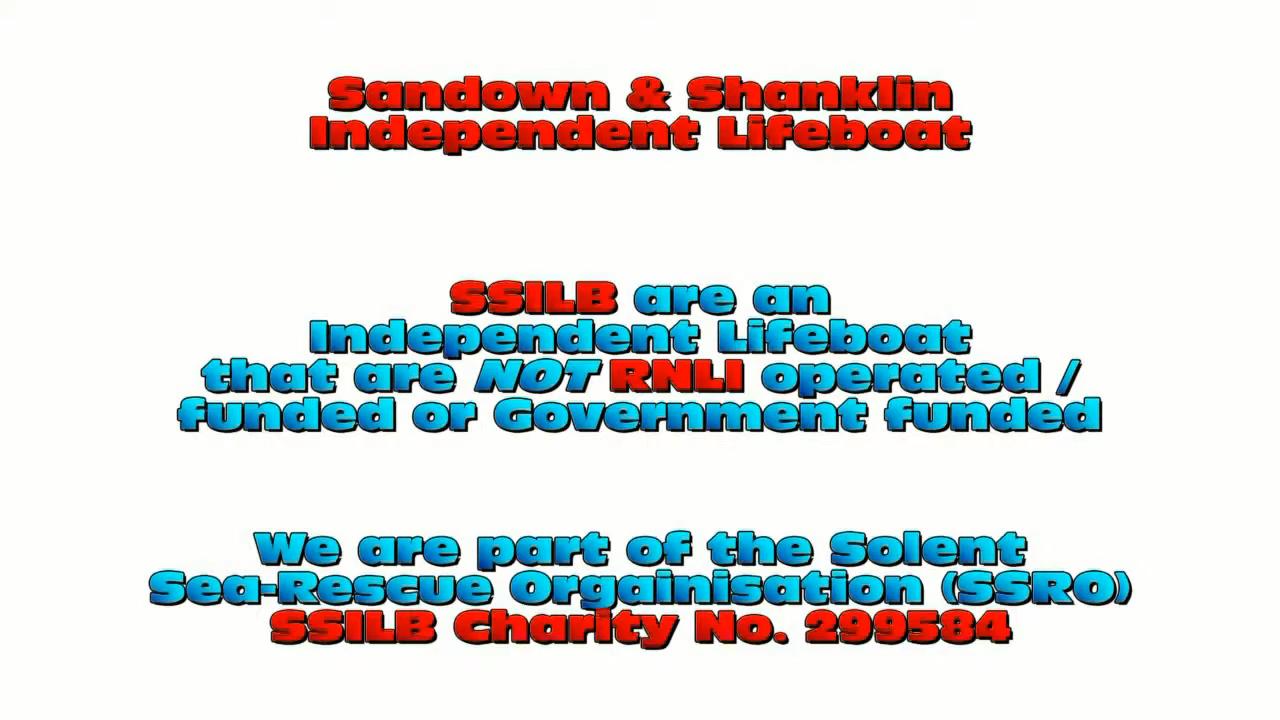 Sandown & Shanklin
Independent Lifeboat
SSILB are an
Independent Lifeboat
that are NOT RNLI operated /
funded or Government funded
We are part of the Solent
Sea-Rescue Orgainisation (SSRO)
SSILB Charity No. 299584